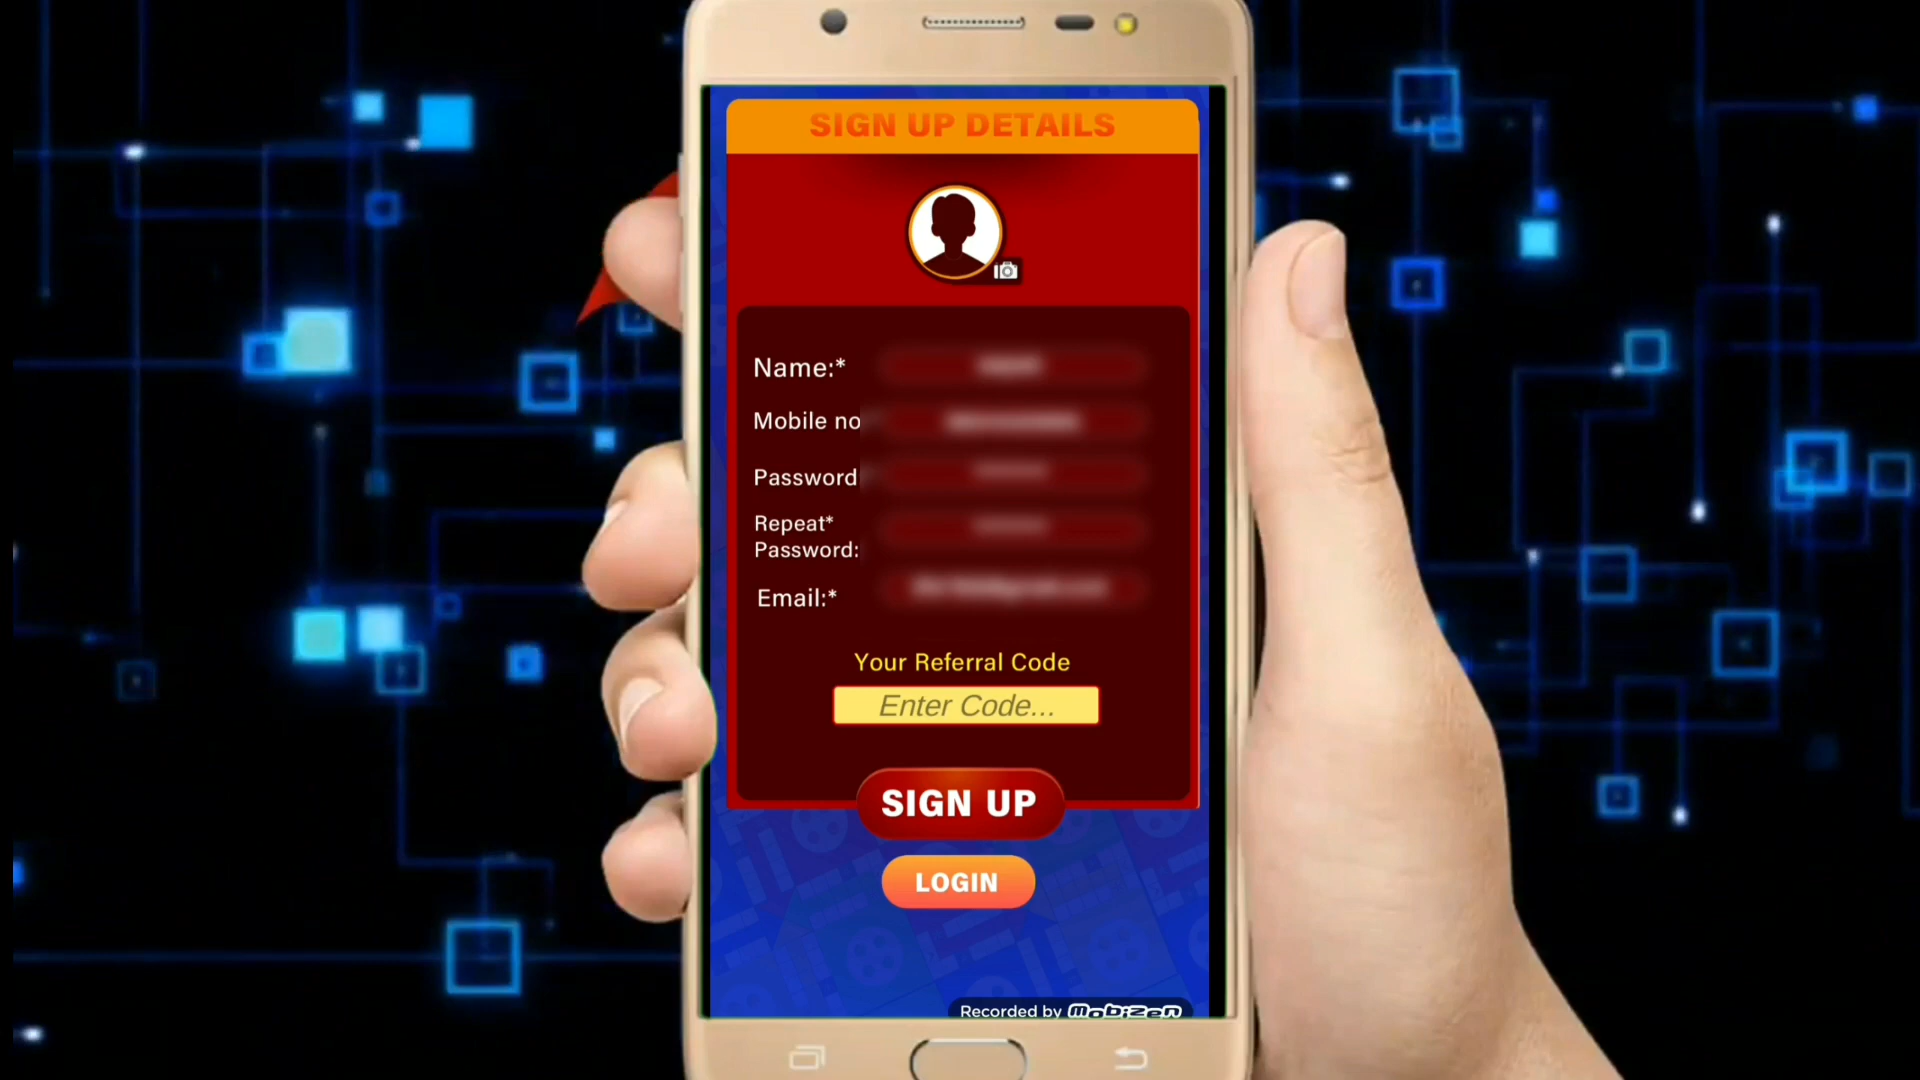 SIGN UP DETAILS
Name:*
Mobile no
Password
Repeat*
Password:
Email:*
Your Referral Code
Enter Code...
SIGN UP
LOGIN
Recorded by Mobizen